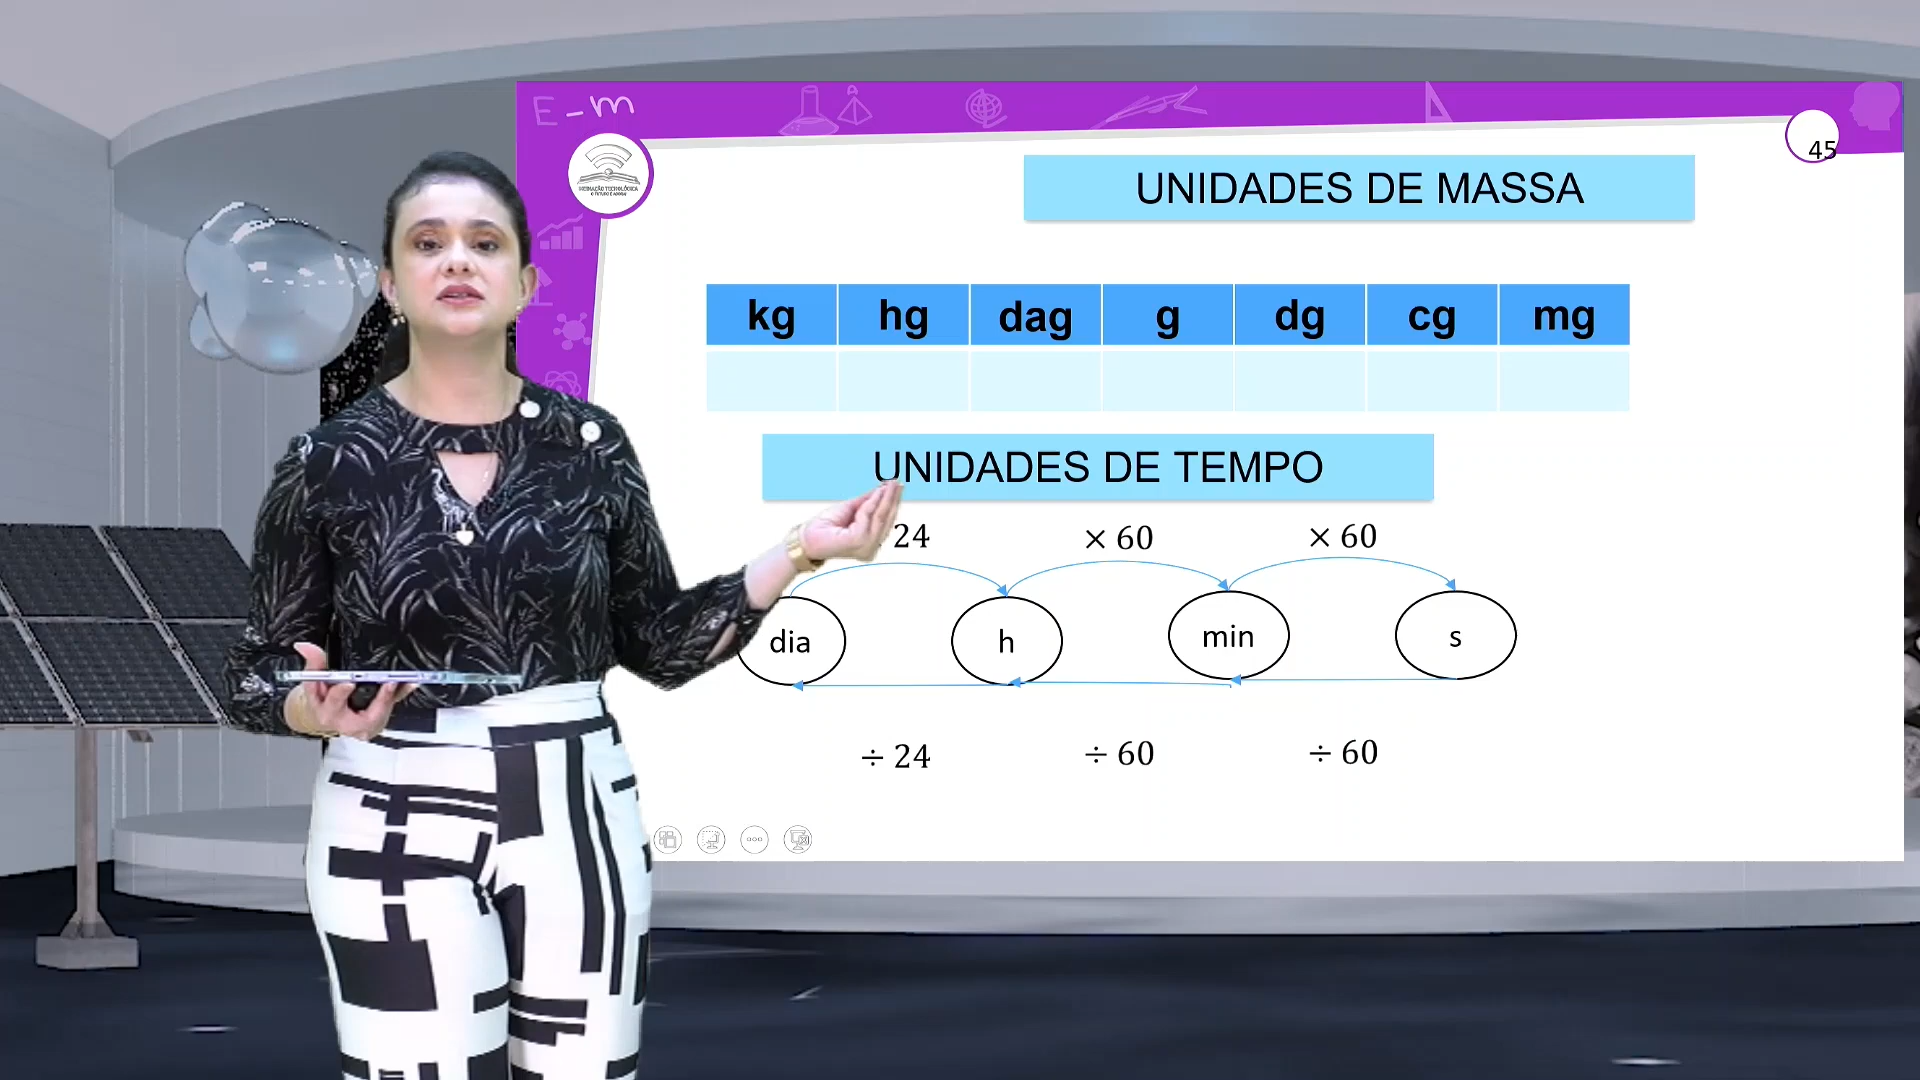 E-m
45
UNIDADES DE MASSA
kg hg dag g dg cg mg
UNIDADES DE TEMPO
24 × 60 × 60
dia h min s
÷ 24 ÷ 60 ÷ 60